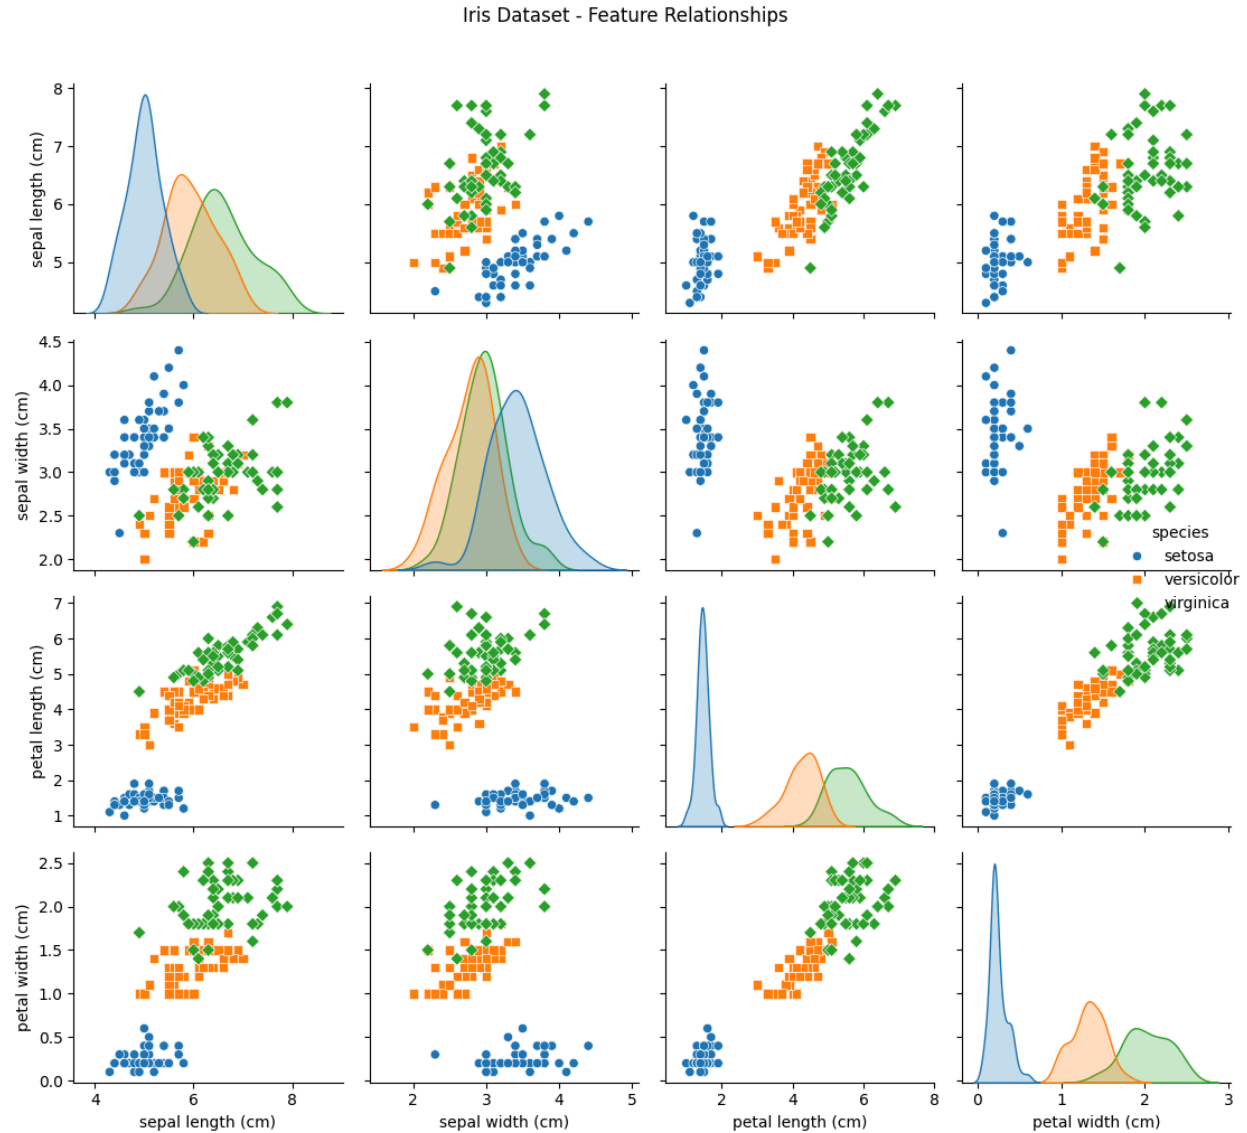 Iris Dataset - Feature Relationships
sepal length (cm)
8
7
6
5
sepal width (cm)
4.5
4.0
3.5
3.0
2.5
2.0
species
setosa
versicolor
virginica
petal length (cm)
7
6
5
4
3
2
1
petal width (cm)
2.5
2.0
1.5
1.0
0.5
0.0
4 6 8
sepal length (cm)
2 3 4 5
sepal width (cm)
2 4 6 8
petal length (cm)
0 1 2 3
petal width (cm)